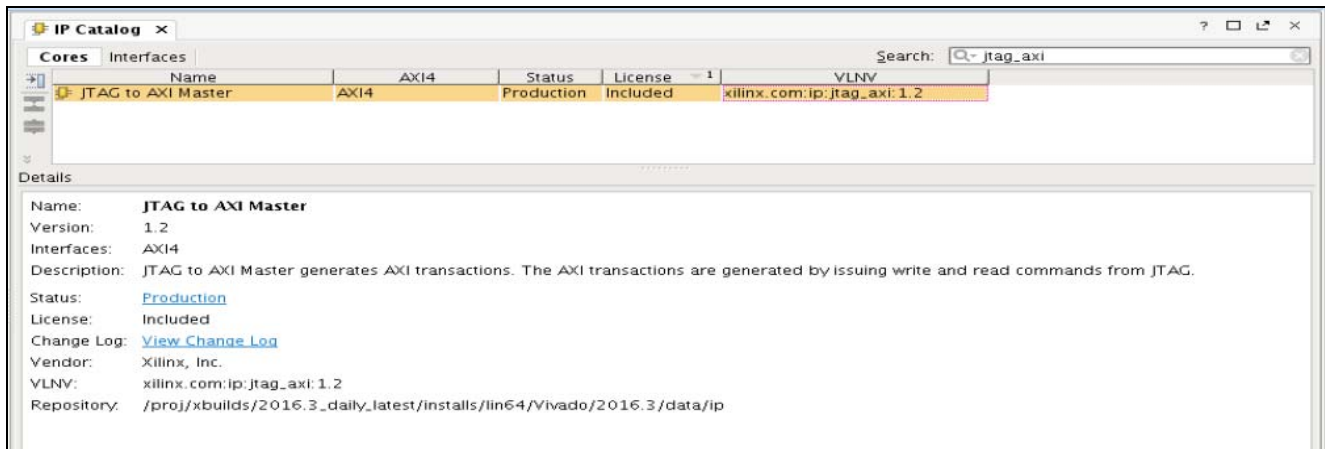 IP Catalog ×
Cores Interfaces Search: jtag_axi
Name AXI4 Status License 1 VLNV
JTAG to AXI Master AXI4 Production Included xilinx.com:ip:jtag_axi:1.2
Details
Name: JTAG to AXI Master
Version: 1.2
Interfaces: AXI4
Description: JTAG to AXI Master generates AXI transactions. The AXI transactions are generated by issuing write and read commands from JTAG.
Status: Production
License: Included
Change Log: View Change Log
Vendor: Xilinx, Inc.
VLNV: xilinx.com:ip:jtag_axi:1.2
Repository: /proj/xbuilds/2016.3_daily_latest/installs/lin64/Vivado/2016.3/data/ip